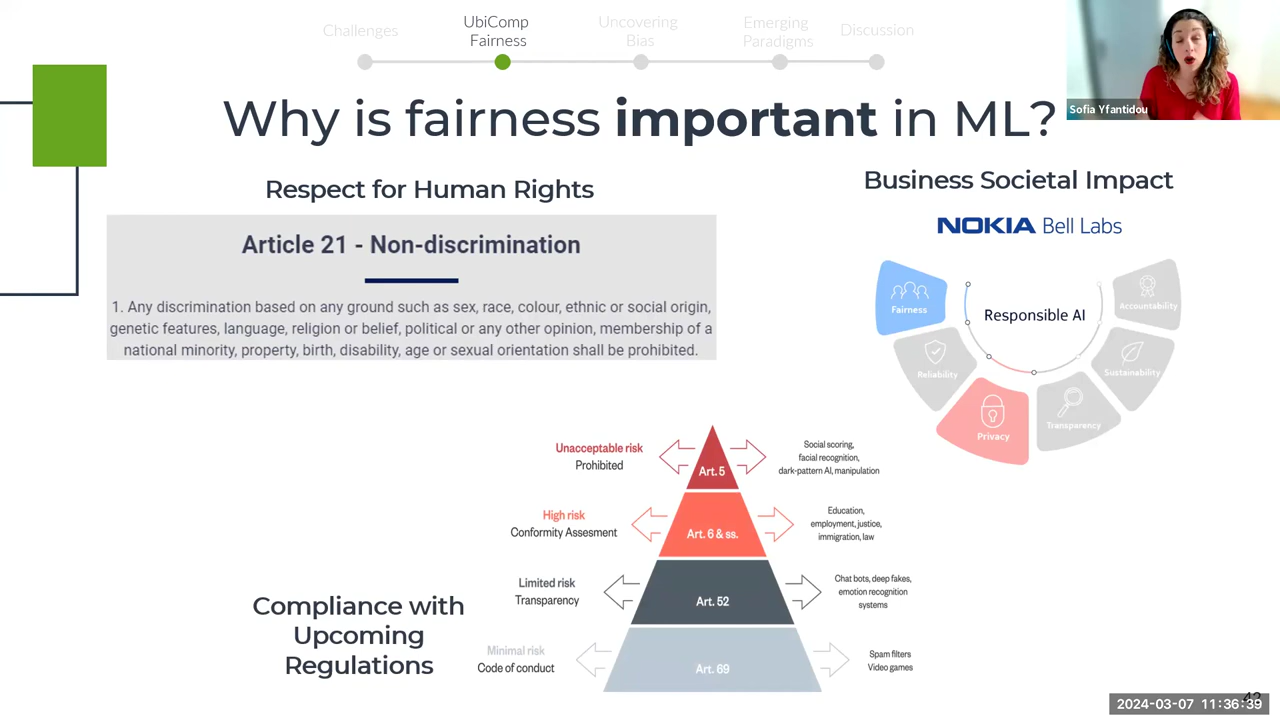 Challenges
UbiComp
Fairness
Uncovering
Bias
Emerging
Paradigms
Discussion
Sofia Yfantidou
Why is fairness important in ML?
Respect for Human Rights
Article 21 - Non-discrimination
1. Any discrimination based on any ground such as sex, race, colour, ethnic or social origin,
genetic features, language, religion or belief, political or any other opinion, membership of a
national minority, property, birth, disability, age or sexual orientation shall be prohibited.
Business Societal Impact
NOKIA Bell Labs
Responsible AI
Fairness
Reliability
Privacy
Transparency
Sustainability
Accountability
Compliance with
Upcoming
Regulations
Unacceptable risk
Prohibited
Art. 5
Social scoring,
facial recognition,
dark-pattern AI, manipulation
High risk
Conformity Assesment
Art. 6 & ss.
Education,
employment, justice,
immigration, law
Limited risk
Transparency
Art. 52
Chat bots, deep fakes,
emotion recognition
systems
Minimal risk
Code of conduct
Art. 69
Spam filters
Video games
2024-03-07 11:36:39